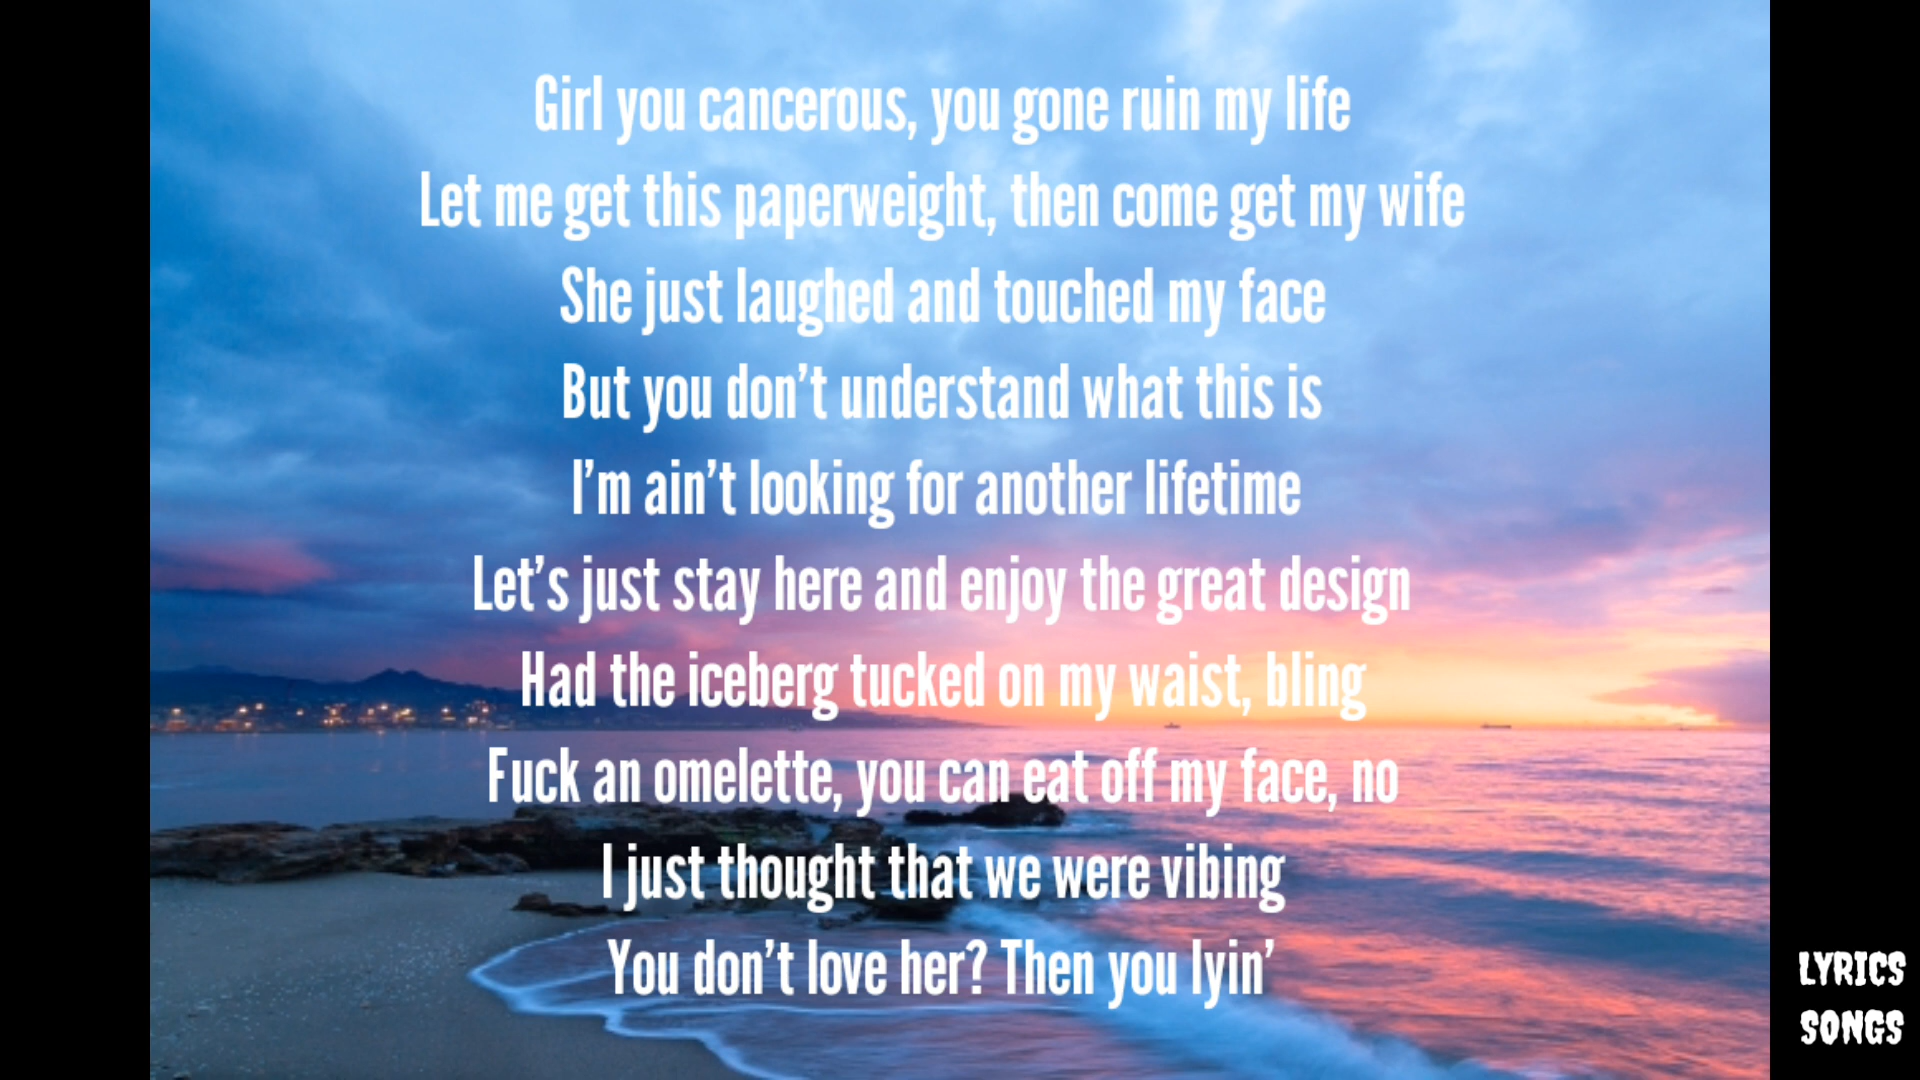 Girl you cancerous, you gone ruin my life
Let me get this paperweight, then come get my wife
She just laughed and touched my face
But you don't understand what this is
I'm ain't looking for another lifetime
Let's just stay here and enjoy the great design
Had the iceberg tucked on my waist, bling
Fuck an omelette, you can eat off my face, no
I just thought that we were vibing
You don't love her? Then you lyin'
LYRICS
SONGS